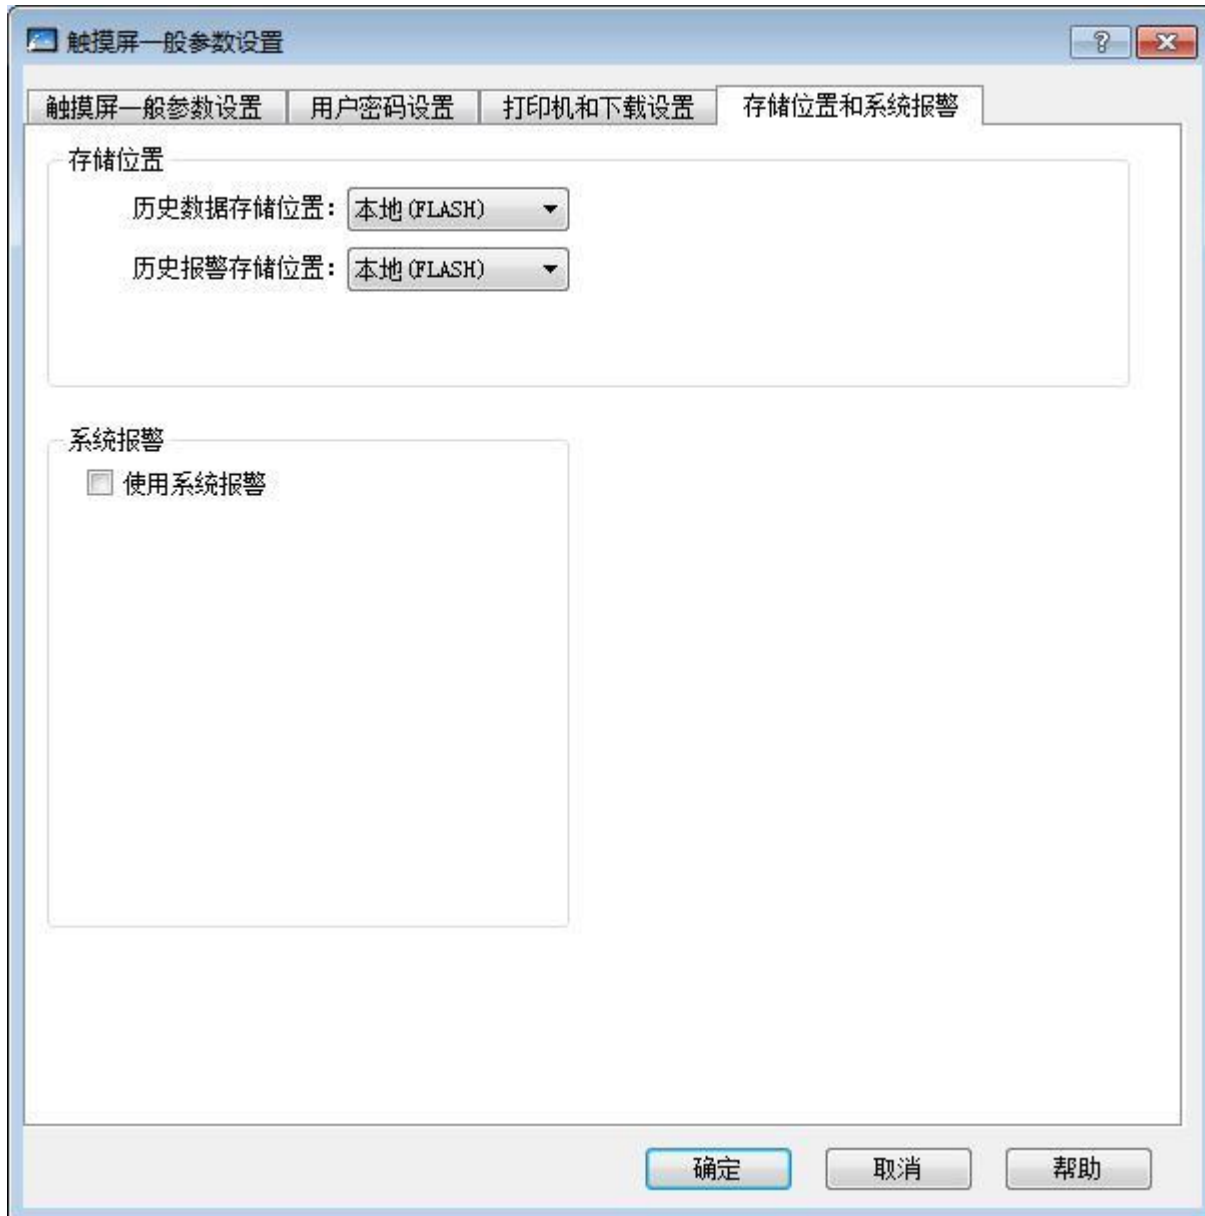 触摸屏一般参数设置
触摸屏一般参数设置 用户密码设置 打印机和下载设置 存储位置和系统报警
存储位置
历史数据存储位置： 本地(FLASH)
历史报警存储位置： 本地(FLASH)
系统报警
使用系统报警
确定 取消 帮助